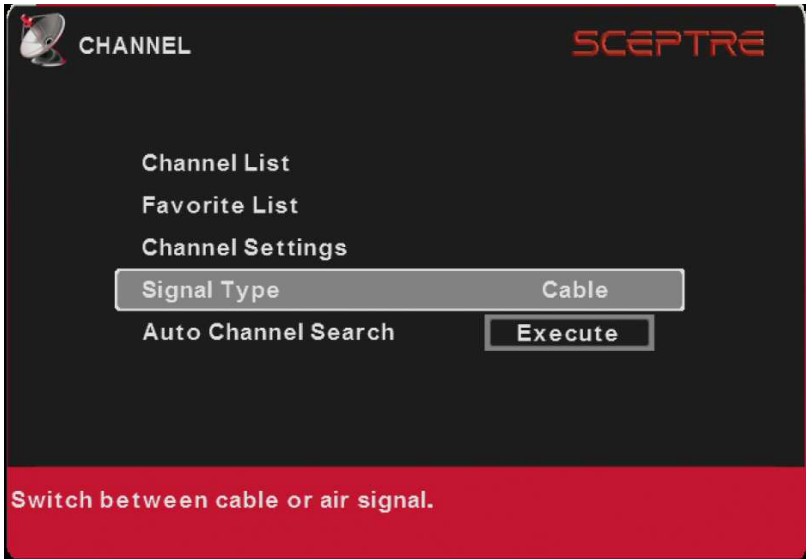 CHANNEL
SCEPTRE
Channel List
Favorite List
Channel Settings
Signal Type Cable
Auto Channel Search Execute
Switch between cable or air signal.